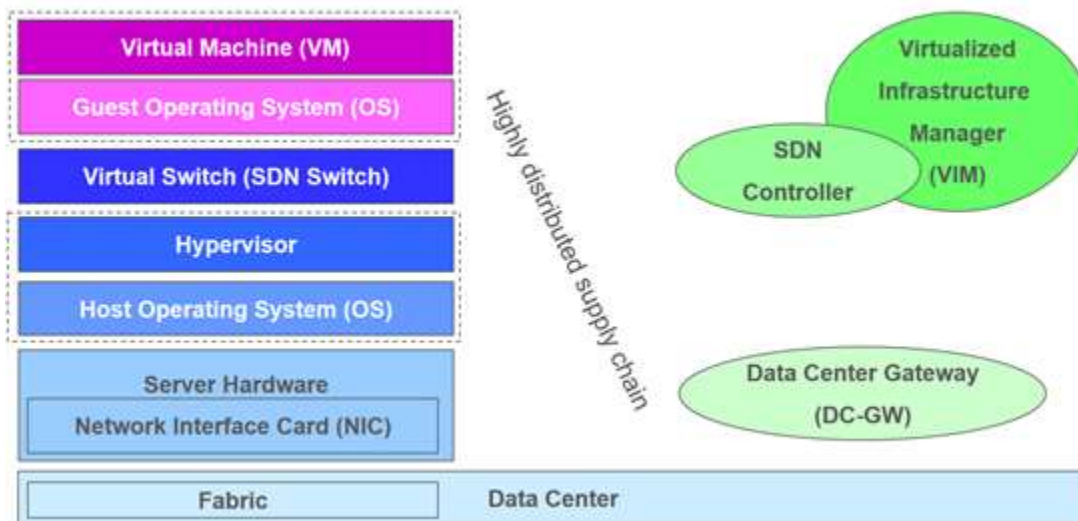 Virtual Machine (VM)
Guest Operating System (OS)
Virtual Switch (SDN Switch)
Hypervisor
Host Operating System (OS)
Server Hardware
Network Interface Card (NIC)
Fabric
Data Center
Highly distributed supply chain
Virtualized
Infrastructure
Manager
(VIM)
SDN
Controller
Data Center Gateway
(DC-GW)